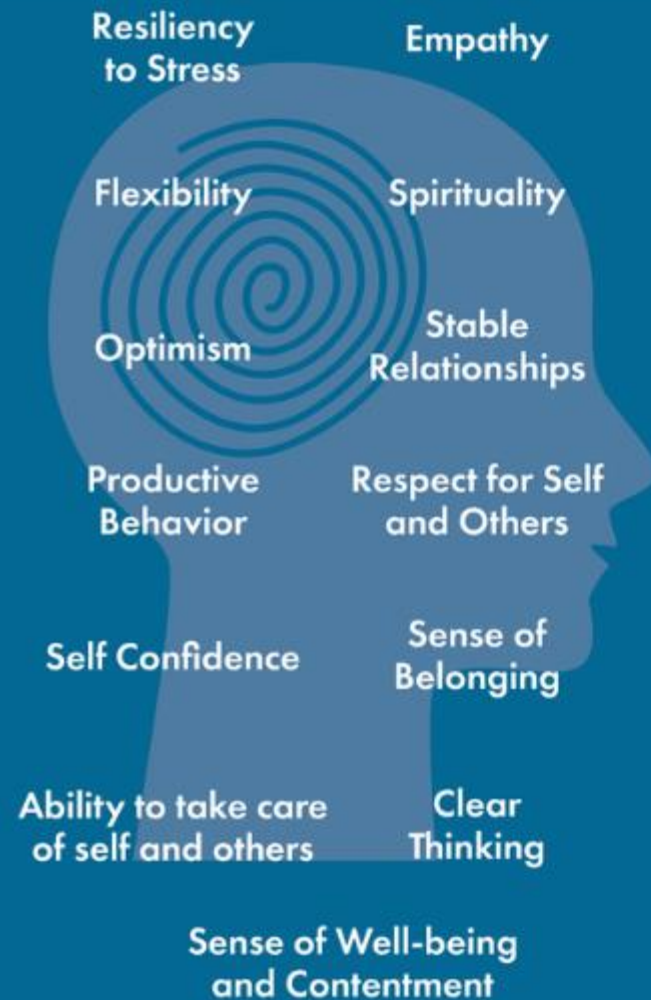 Resiliency
to Stress
Empathy
Flexibility
Spirituality
Optimism
Stable
Relationships
Productive
Behavior
Respect for Self
and Others
Self Confidence
Sense of
Belonging
Ability to take care
of self and others
Clear
Thinking
Sense of Well-being
and Contentment